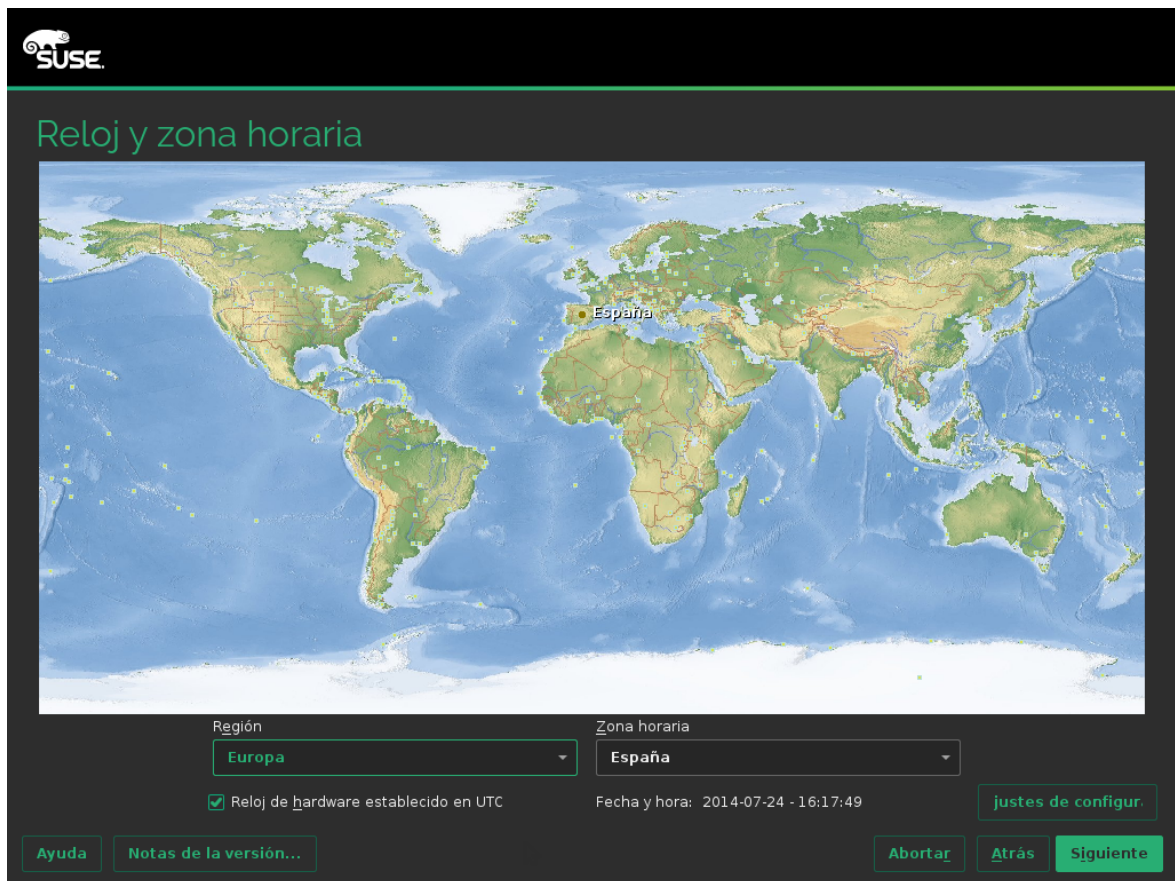 SUSE.
Reloj y zona horaria
España
Región
Zona horaria
Europa
España
Reloj de hardware establecido en UTC
Fecha y hora: 2014-07-24 - 16:17:49
justes de configur
Ayuda
Notas de la versión...
Abortar
Atrás
Siguiente